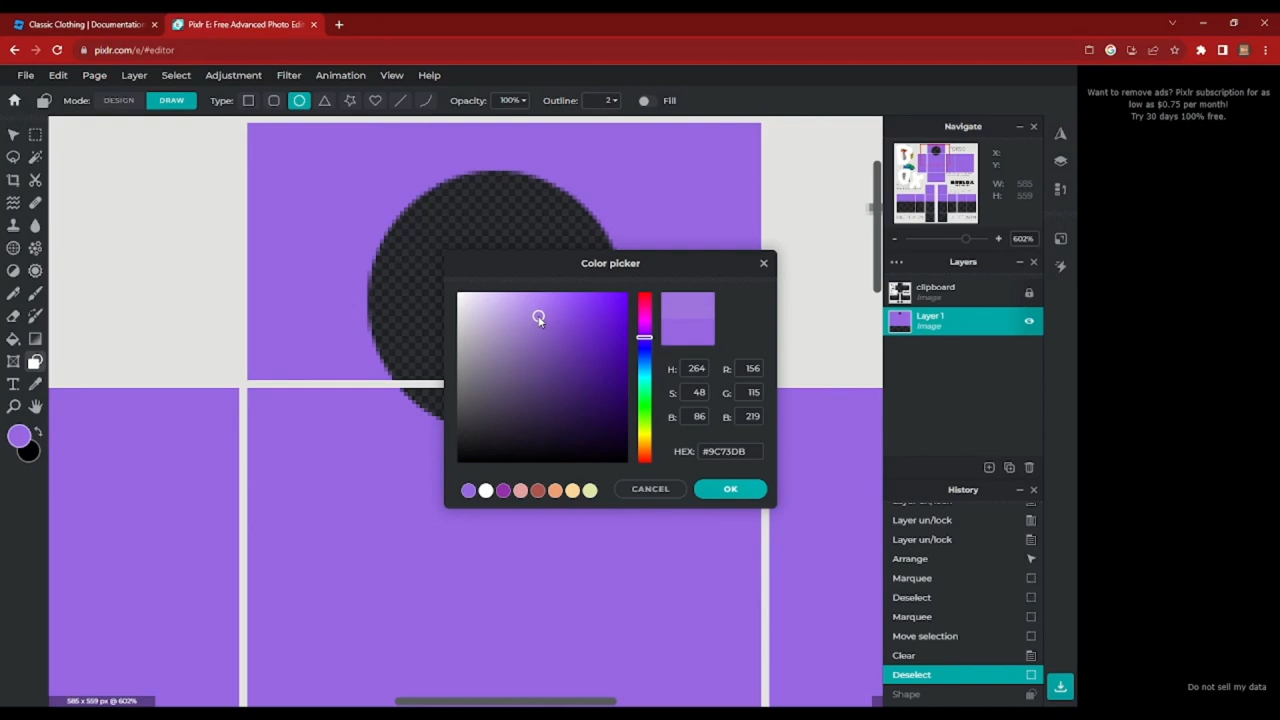 Classic Clothing | Documentation
Pixlr E: Free Advanced Photo Edit
pixlr.com/e/#editor
File Edit Page Layer Select Adjustment Filter Animation View Help
Mode: DESIGN DRAW Type: Opacity: 100% Outline: 2 Fill
Want to remove ads? Pixlr subscription for as
low as $0.75 per month!
Try 30 days 100% free.
Navigate
X:
Y:
W: 585
H: 559
602%
Layers
clipboard
Image
Layer 1
Image
Color picker
H: 264 R: 156
S: 48 G: 115
B: 86 B: 219
HEX: #9C73DB
CANCEL OK
History
Layer un/lock
Layer un/lock
Layer un/lock
Arrange
Marquee
Deselect
Marquee
Move selection
Clear
Deselect
Shape
585 x 559 px @ 602%
Do not sell my data